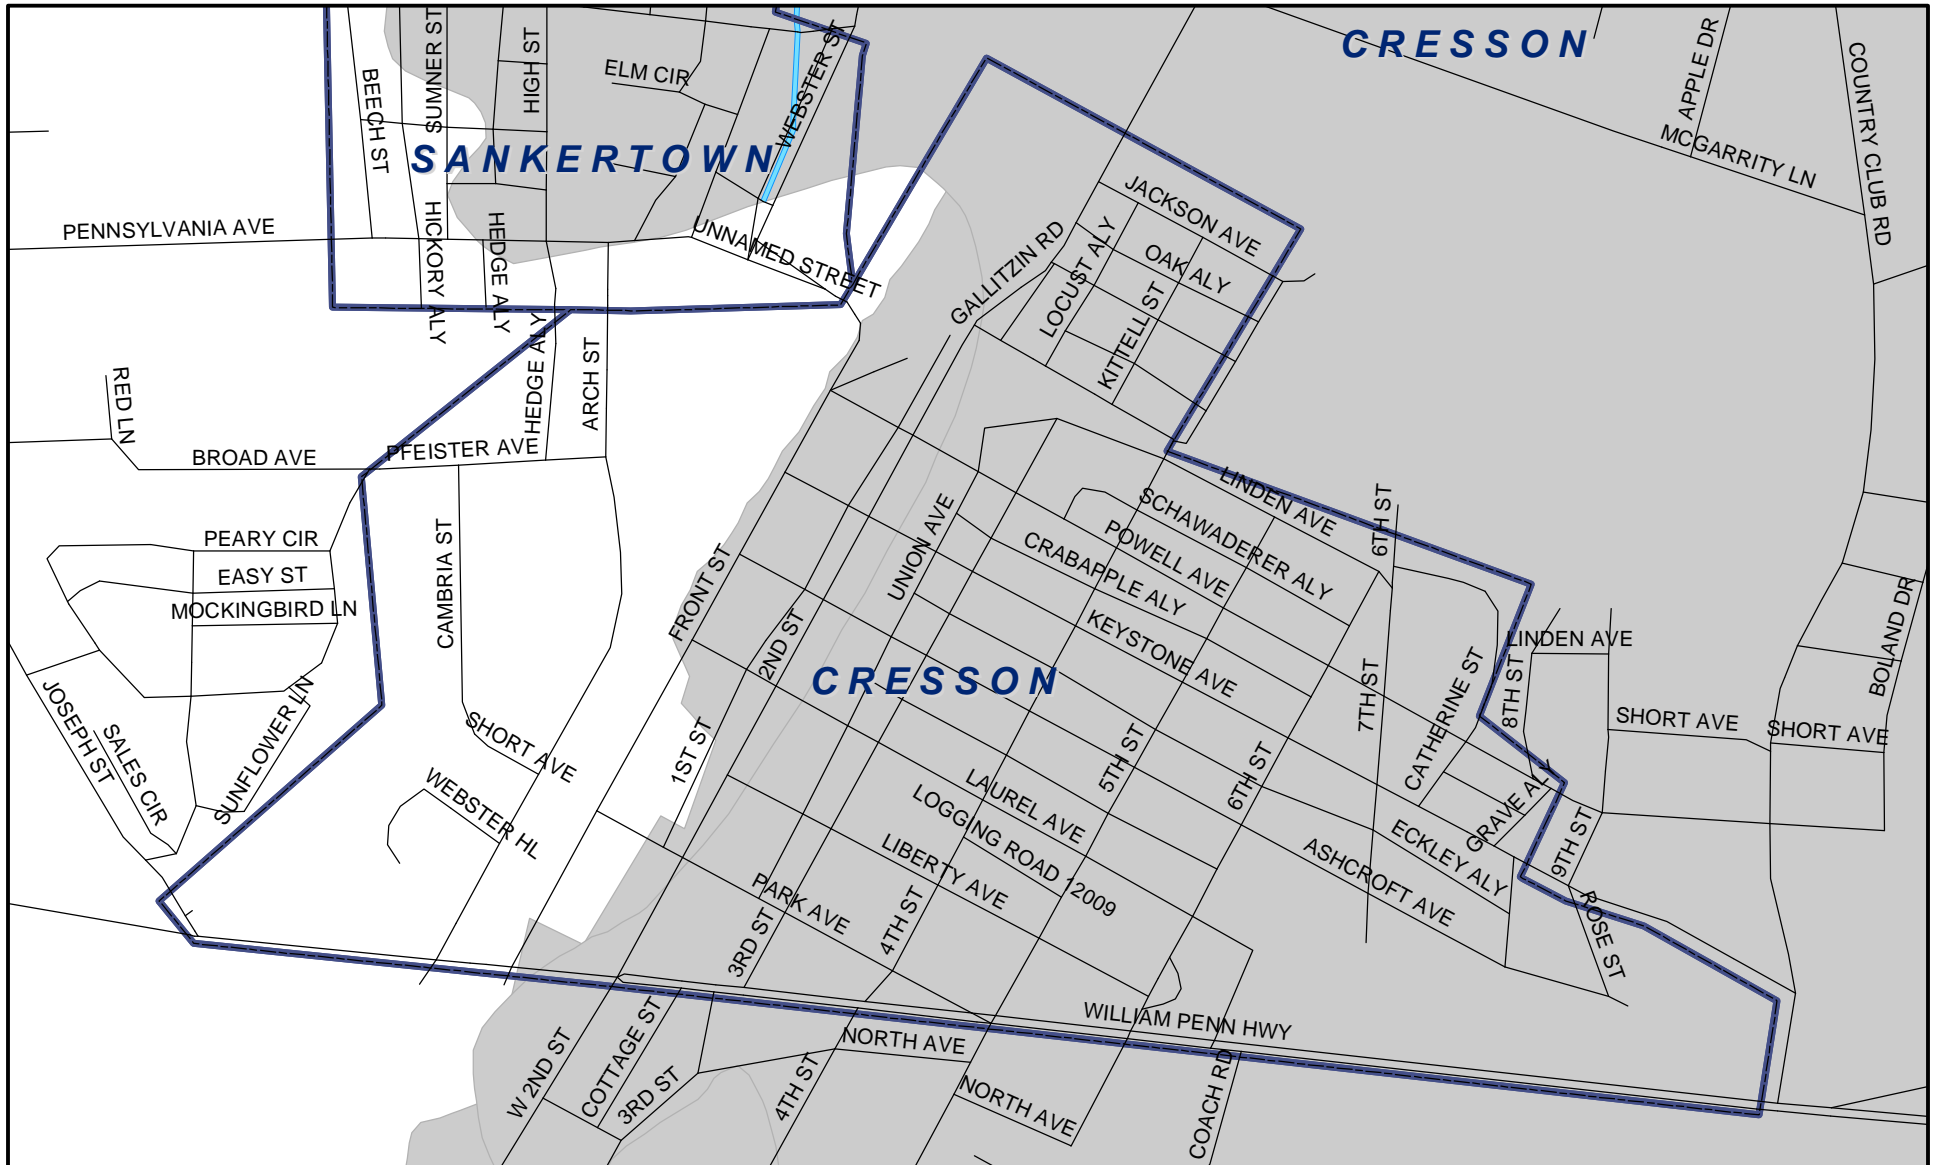 CRESSON
APPLE DR
COUNTRY CLUB RD
MCGARRITY LN
SUMMER ST
HIGH ST
BEECH ST
ELM CIR
WEBSTER ST
SANKERTOWN
PENNSYLVANIA AVE
HICKORY ALY
HEDGE ALY
UNNAMED STREET
JACKSON AVE
OAK ALY
LOCUST ALY
KITTELL ST
GALLITZIN RD
HEDGE ALY
ARCH ST
RED LN
BROAD AVE
PFEISTER AVE
PEARY CIR
EASY ST
MOCKINGBIRD LN
CAMBRIA ST
JOSEPH ST
SALES CIR
SUNFLOWER LN
SHORT AVE
WEBSTER HL
FRONT ST
1ST ST
2ND ST
UNION AVE
LINDEN AVE
6TH ST
SCHAWADERER ALY
POWELL AVE
CRABAPPLE ALY
KEYSTONE AVE
CRESSON
LINDEN AVE
8TH ST
7TH ST
CATHERINE ST
SHORT AVE
SHORT AVE
BOLAND DR
5TH ST
6TH ST
LAUREL AVE
LOGGING ROAD 12009
LIBERTY AVE
PARK AVE
3RD ST
4TH ST
GRAVE ALY
ECKLEY ALY
ASHCROFT AVE
9TH ST
ROSE ST
WILLIAM PENN HWY
NORTH AVE
W 2ND ST
COTTAGE ST
3RD ST
4TH ST
NORTH AVE
COACH RD